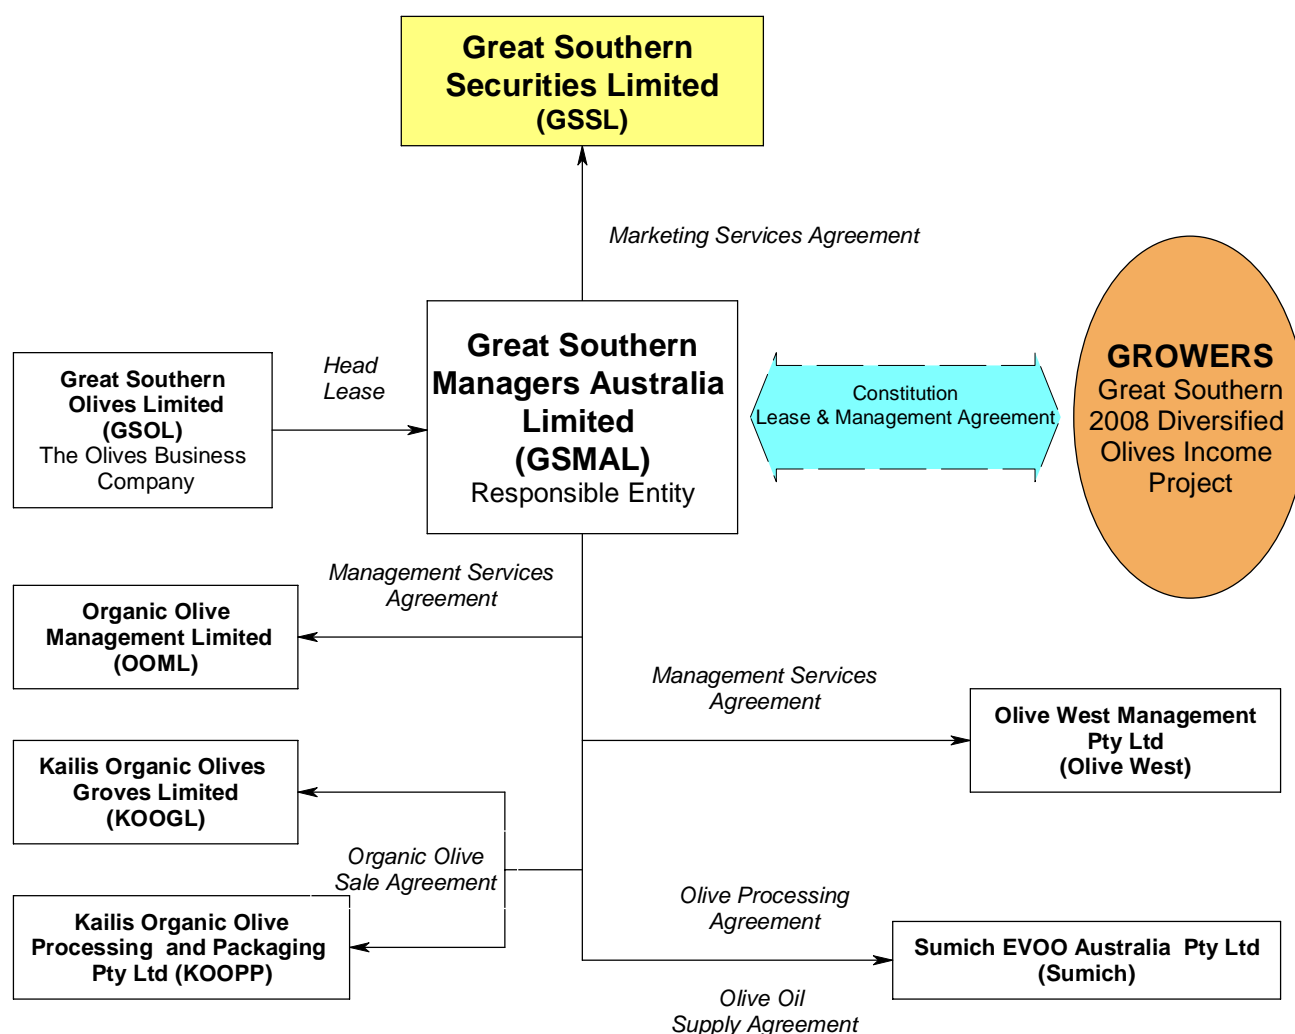 Great Southern
Securities Limited
(GSSL)
Marketing Services Agreement
Great Southern
Olives Limited
(GSOL)
The Olives Business
Company
Head
Lease
Great Southern
Managers Australia
Limited
(GSMAL)
Responsible Entity
Constitution
Lease & Management Agreement
GROWERS
Great Southern
2008 Diversified
Olives Income
Project
Management Services
Agreement
Organic Olive
Management Limited
(OOML)
Management Services
Agreement
Olive West Management
Pty Ltd
(Olive West)
Kailis Organic Olives
Groves Limited
(KOOGL)
Organic Olive
Sale Agreement
Kailis Organic Olive
Processing and Packaging
Pty Ltd (KOOPP)
Olive Processing
Agreement
Sumich EVOO Australia Pty Ltd
(Sumich)
Olive Oil
Supply Agreement